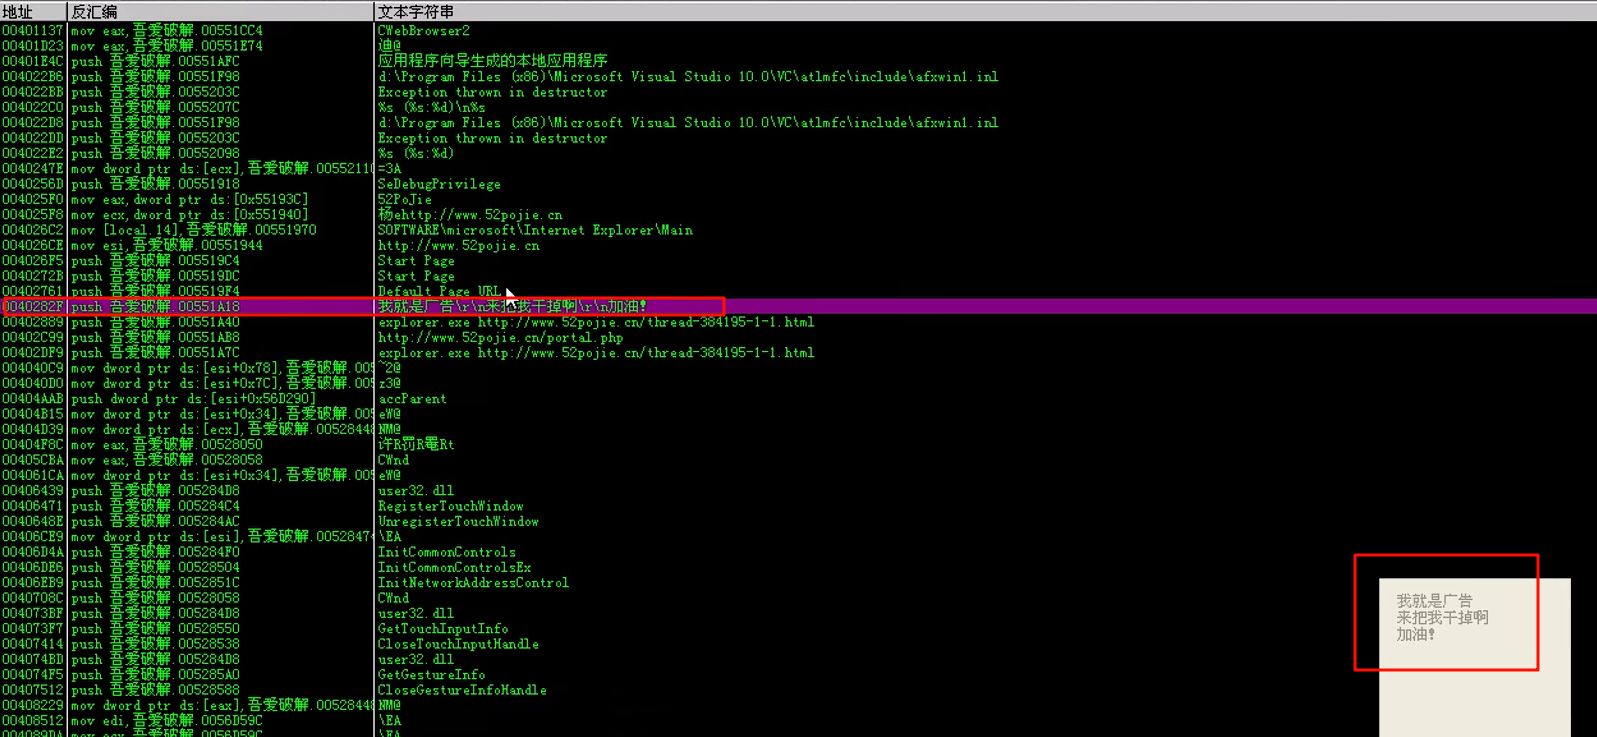 地址 反汇编 文本字符串
00401137 mov eax,吾爱破解.00551CC4 CWebBrowser2
00401D23 mov eax,吾爱破解.00551E74 迪@
00401E4C push 吾爱破解.00551AFC 应用程序向导生成的本地应用程序
004022B6 push 吾爱破解.00551F98 d:\Program Files (x86)\Microsoft Visual Studio 10.0\VC\atlmfc\include\afxwin1.inl
004022BB push 吾爱破解.0055203C Exception thrown in destructor
004022C0 push 吾爱破解.0055207C %s (%s:%d)\n%s
004022D8 push 吾爱破解.00551F98 d:\Program Files (x86)\Microsoft Visual Studio 10.0\VC\atlmfc\include\afxwin1.inl
004022DD push 吾爱破解.0055203C Exception thrown in destructor
004022E2 push 吾爱破解.00552098 %s (%s:%d)
0040247E mov dword ptr ds:[ecx],吾爱破解.0055211 =3A
0040256D push 吾爱破解.00551918 SeDebugPrivilege
004025F0 mov eax,dword ptr ds:[0x55193C] 52PoJie
004025F8 mov ecx,dword ptr ds:[0x551940] 杨ehttp://www.52pojie.cn
004026C2 mov [local.14],吾爱破解.00551970 SOFTWARE\microsoft\Internet Explorer\Main
004026CE mov esi,吾爱破解.00551944 http://www.52pojie.cn
004026F5 push 吾爱破解.005519C4 Start Page
0040272B push 吾爱破解.005519DC Start Page
00402761 push 吾爱破解.005519F4 Default_Page_URL
0040282F push 吾爱破解.00551A18 我就是广告\r\n来把我干掉啊\r\n加油!
00402889 push 吾爱破解.00551A40 explorer.exe http://www.52pojie.cn/thread-384195-1-1.html
00402C99 push 吾爱破解.00551AB8 http://www.52pojie.cn/portal.php
00402DF9 push 吾爱破解.00551A7C explorer.exe http://www.52pojie.cn/thread-384195-1-1.html
004040C9 mov dword ptr ds:[esi+0x78],吾爱破解.005 ~2@
004040D0 mov dword ptr ds:[esi+0x7C],吾爱破解.005 z3@
00404AAB push dword ptr ds:[esi+0x56D290] accParent
00404B15 mov dword ptr ds:[esi+0x34],吾爱破解.005 eW@
00404D39 mov dword ptr ds:[ecx],吾爱破解.0052844 NM@
00404F8C mov eax,吾爱破解.00528050 许R罚R罨Rt
00405CBA mov eax,吾爱破解.00528058 CWnd
004061CA mov dword ptr ds:[esi+0x34],吾爱破解.005 eW@
00406439 push 吾爱破解.005284D8 user32.dll
00406471 push 吾爱破解.005284C4 RegisterTouchWindow
0040648E push 吾爱破解.005284AC UnregisterTouchWindow
00406CE9 mov dword ptr ds:[esi],吾爱破解.0052847 \EA
00406D4A push 吾爱破解.005284F0 InitCommonControls
00406DE6 push 吾爱破解.00528504 InitCommonControlsEx
00406EB9 push 吾爱破解.0052851C InitNetworkAddressControl
0040708C push 吾爱破解.00528058 CWnd
004073BF push 吾爱破解.005284D8 user32.dll
004073F7 push 吾爱破解.00528550 GetTouchInputInfo
00407414 push 吾爱破解.00528538 CloseTouchInputHandle
004074BD push 吾爱破解.005284D8 user32.dll
004074F5 push 吾爱破解.005285A0 GetGestureInfo
00407512 push 吾爱破解.00528588 CloseGestureInfoHandle
00408229 mov dword ptr ds:[eax],吾爱破解.0052844 NM@
00408512 mov edi,吾爱破解.0056D59C \EA
我就是广告
来把我干掉啊
加油!